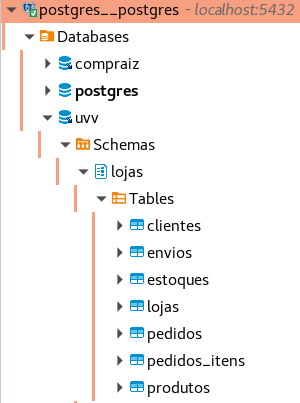 postgres__postgres - localhost:5432
Databases
compraiz
postgres
uvv
Schemas
lojas
Tables
clientes
envios
estoques
lojas
pedidos
pedidos_itens
produtos